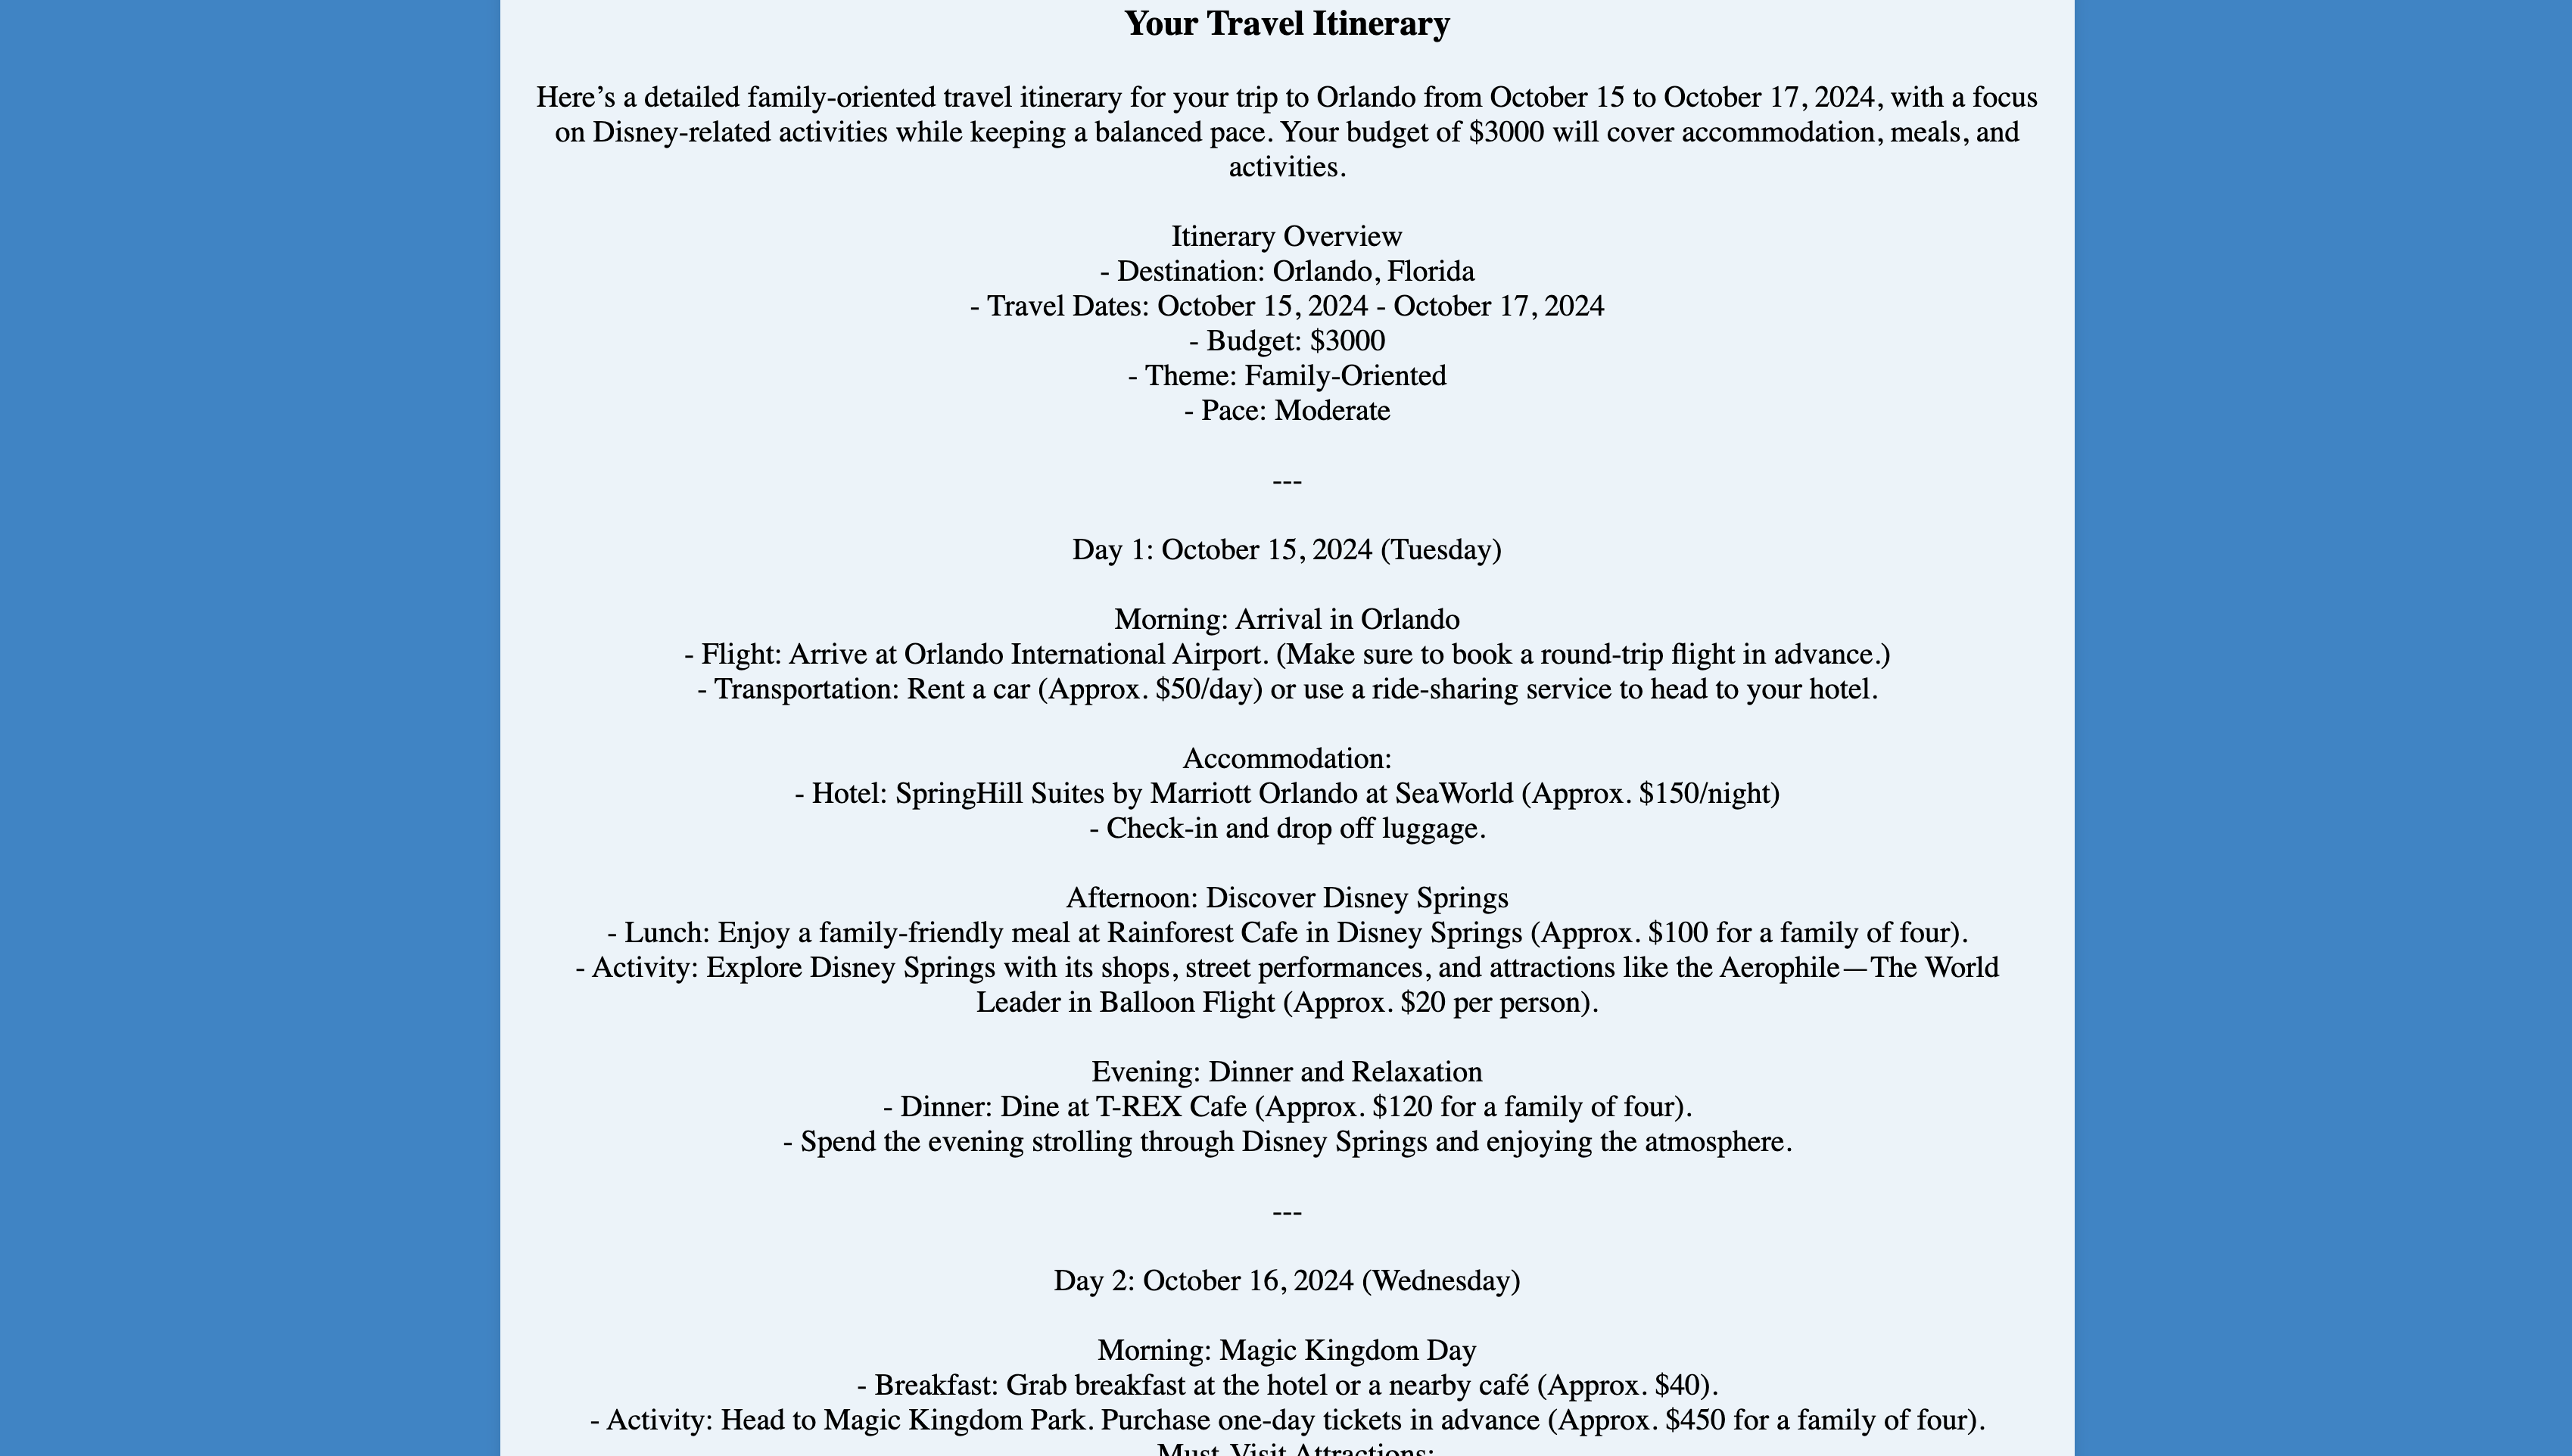 Your Travel Itinerary
Here’s a detailed family-oriented travel itinerary for your trip to Orlando from October 15 to October 17, 2024, with a focus
on Disney-related activities while keeping a balanced pace. Your budget of $3000 will cover accommodation, meals, and
activities.
Itinerary Overview
- Destination: Orlando, Florida
- Travel Dates: October 15, 2024 - October 17, 2024
- Budget: $3000
- Theme: Family-Oriented
- Pace: Moderate
---
Day 1: October 15, 2024 (Tuesday)
Morning: Arrival in Orlando
- Flight: Arrive at Orlando International Airport. (Make sure to book a round-trip flight in advance.)
- Transportation: Rent a car (Approx. $50/day) or use a ride-sharing service to head to your hotel.
Accommodation:
- Hotel: SpringHill Suites by Marriott Orlando at SeaWorld (Approx. $150/night)
- Check-in and drop off luggage.
Afternoon: Discover Disney Springs
- Lunch: Enjoy a family-friendly meal at Rainforest Cafe in Disney Springs (Approx. $100 for a family of four).
- Activity: Explore Disney Springs with its shops, street performances, and attractions like the Aerophile—The World
Leader in Balloon Flight (Approx. $20 per person).
Evening: Dinner and Relaxation
- Dinner: Dine at T-REX Cafe (Approx. $120 for a family of four).
- Spend the evening strolling through Disney Springs and enjoying the atmosphere.
---
Day 2: October 16, 2024 (Wednesday)
Morning: Magic Kingdom Day
- Breakfast: Grab breakfast at the hotel or a nearby café (Approx. $40).
- Activity: Head to Magic Kingdom Park. Purchase one-day tickets in advance (Approx. $450 for a family of four).
Must-Visit Attractions: